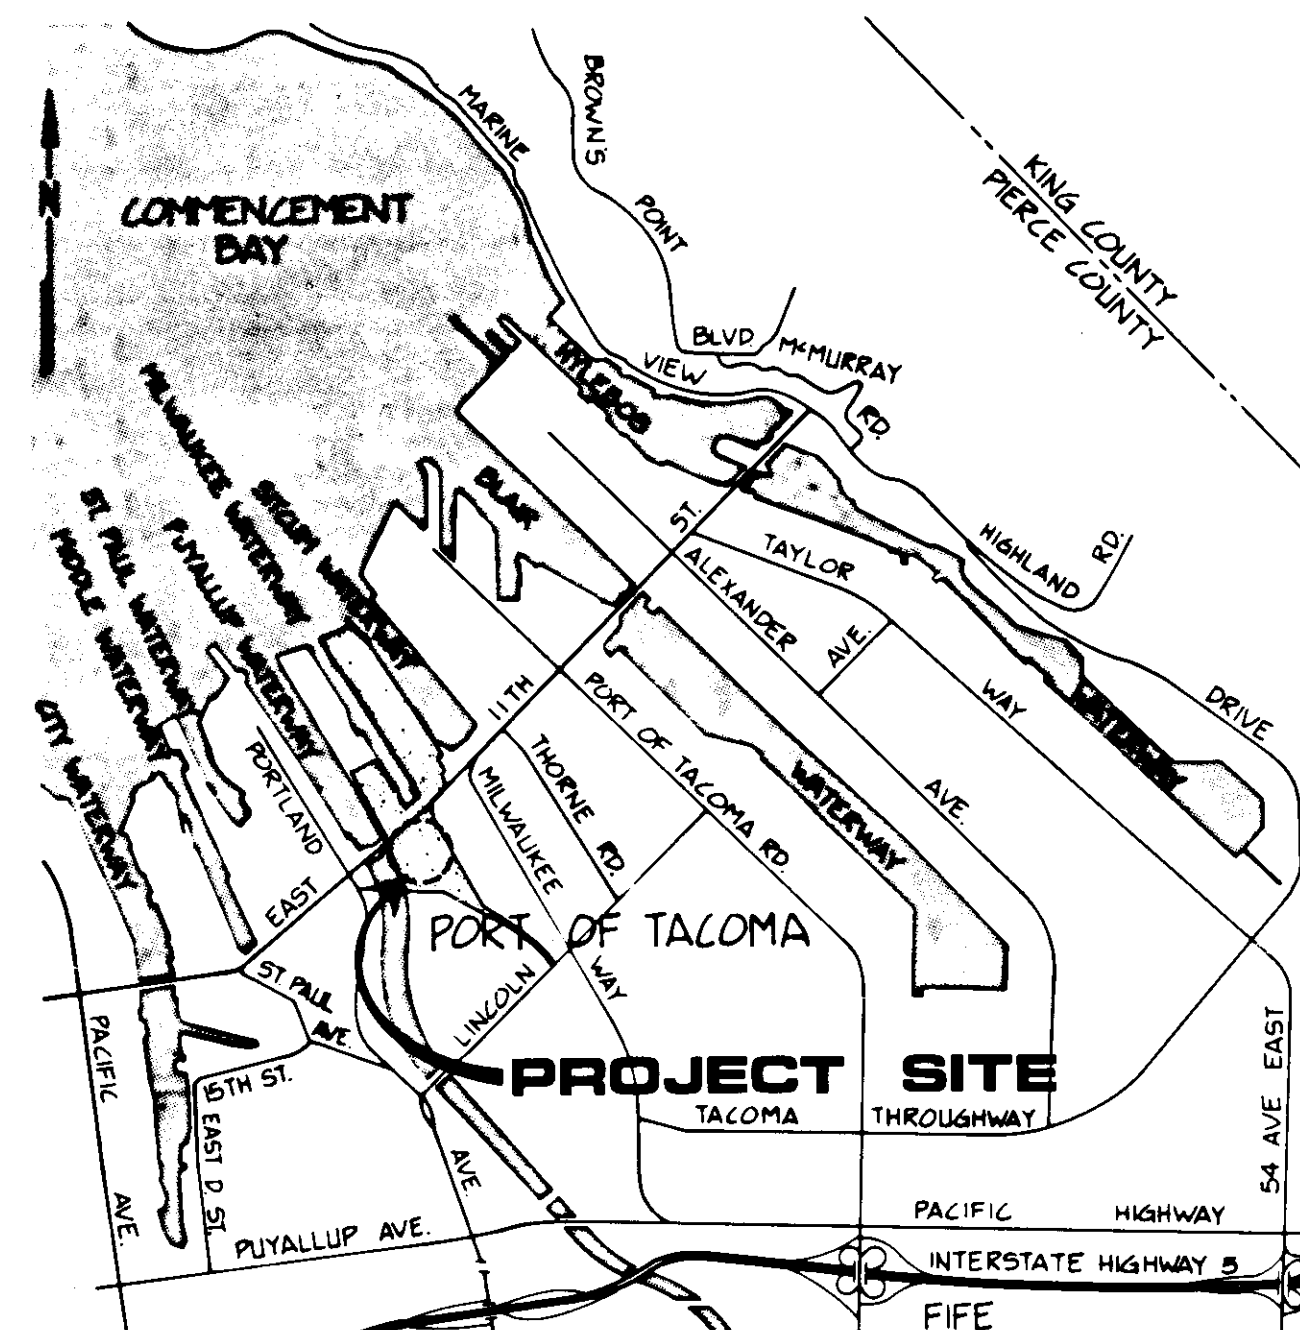 MARINE
BROWN'S
POINT
KING COUNTY
PIERCE COUNTY
N
COMMENCEMENT
BAY
BLVD.
McMURRAY
RD.
VIEW
HYLEBOS
MILWAUKEE WATERWAY
SITCUM WATERWAY
ST. PAUL WATERWAY
PUYALLUP WATERWAY
MIDDLE WATERWAY
CITY WATERWAY
BLAIR
ST.
TAYLOR
ALEXANDER
AVE.
HIGHLAND
RD.
WAY
DRIVE
WATERWAY
11TH
PORT OF TACOMA RD.
THORNE
RD.
MILWAUKEE
WATERWAY
AVE.
PORTLAND
EAST
PORT OF TACOMA
ST. PAUL
AVE.
LINCOLN
WAY
PROJECT SITE
PACIFIC
15TH ST.
EAST D. ST.
TACOMA THROUGHWAY
54 AVE EAST
AVE.
AVE.
PUYALLUP AVE.
PACIFIC HIGHWAY
INTERSTATE HIGHWAY 5
FIFE